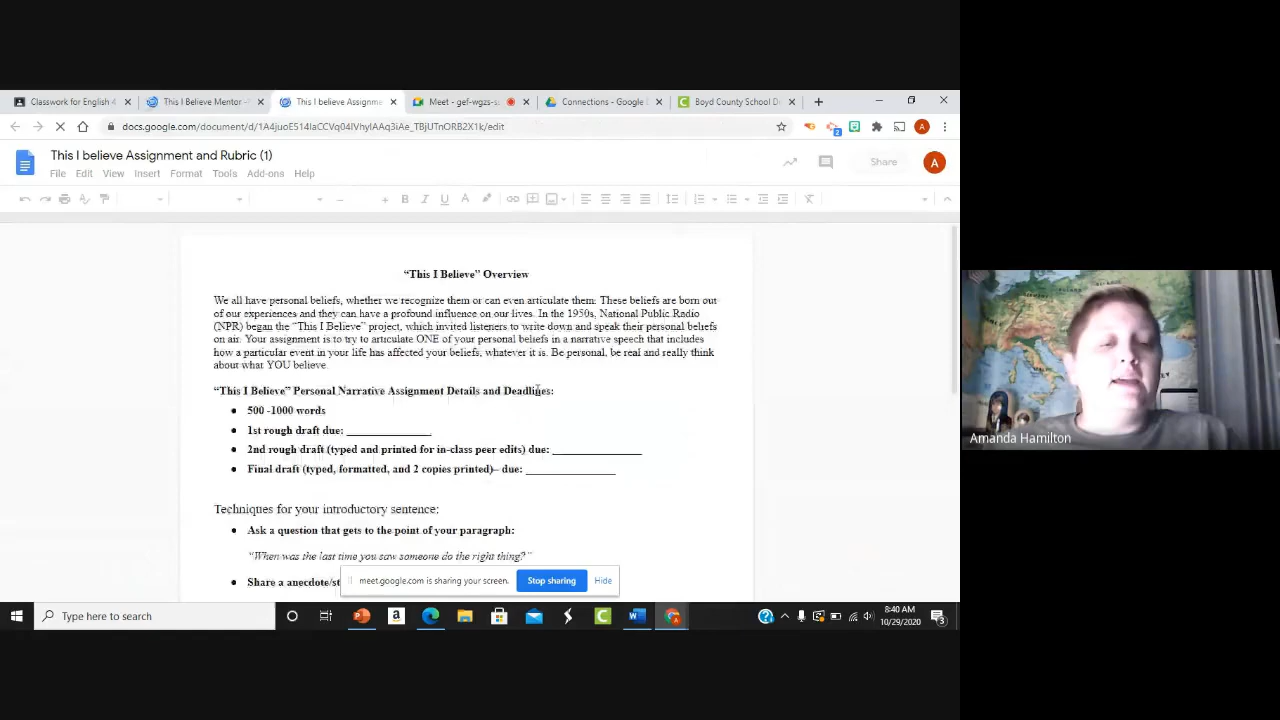 Classwork for English 4
This I Believe Mentor
This I believe Assignme
Meet - gef-wgzs-s
Connections - Google
Boyd County School D
docs.google.com/document/d/1A4juoE514IaCCVq04IVhyIAAq3iAe_TBjUTnORB2X1k/edit
2
A
This I believe Assignment and Rubric (1)
Share
A
File Edit View Insert Format Tools Add-ons Help
“This I Believe” Overview
We all have personal beliefs, whether we recognize them or can even articulate them. These beliefs are born out
of our experiences and they can have a profound influence on our lives. In the 1950s, National Public Radio
(NPR) began the “This I Believe” project, which invited listeners to write down and speak their personal beliefs
on air. Your assignment is to try to articulate ONE of your personal beliefs in a narrative speech that includes
how a particular event in your life has affected your beliefs, whatever it is. Be personal, be real and really think
about what YOU believe.
“This I Believe” Personal Narrative Assignment Details and Deadlines:
500 -1000 words
1st rough draft due: ______________
2nd rough draft (typed and printed for in-class peer edits) due: ______________
Final draft (typed, formatted, and 2 copies printed)– due: ______________
Techniques for your introductory sentence:
Ask a question that gets to the point of your paragraph:
“When was the last time you saw someone do the right thing?”
Share a anecdote/st
meet.google.com is sharing your screen.
Stop sharing
Hide
Amanda Hamilton
Type here to search
8:40 AM
10/29/2020
3